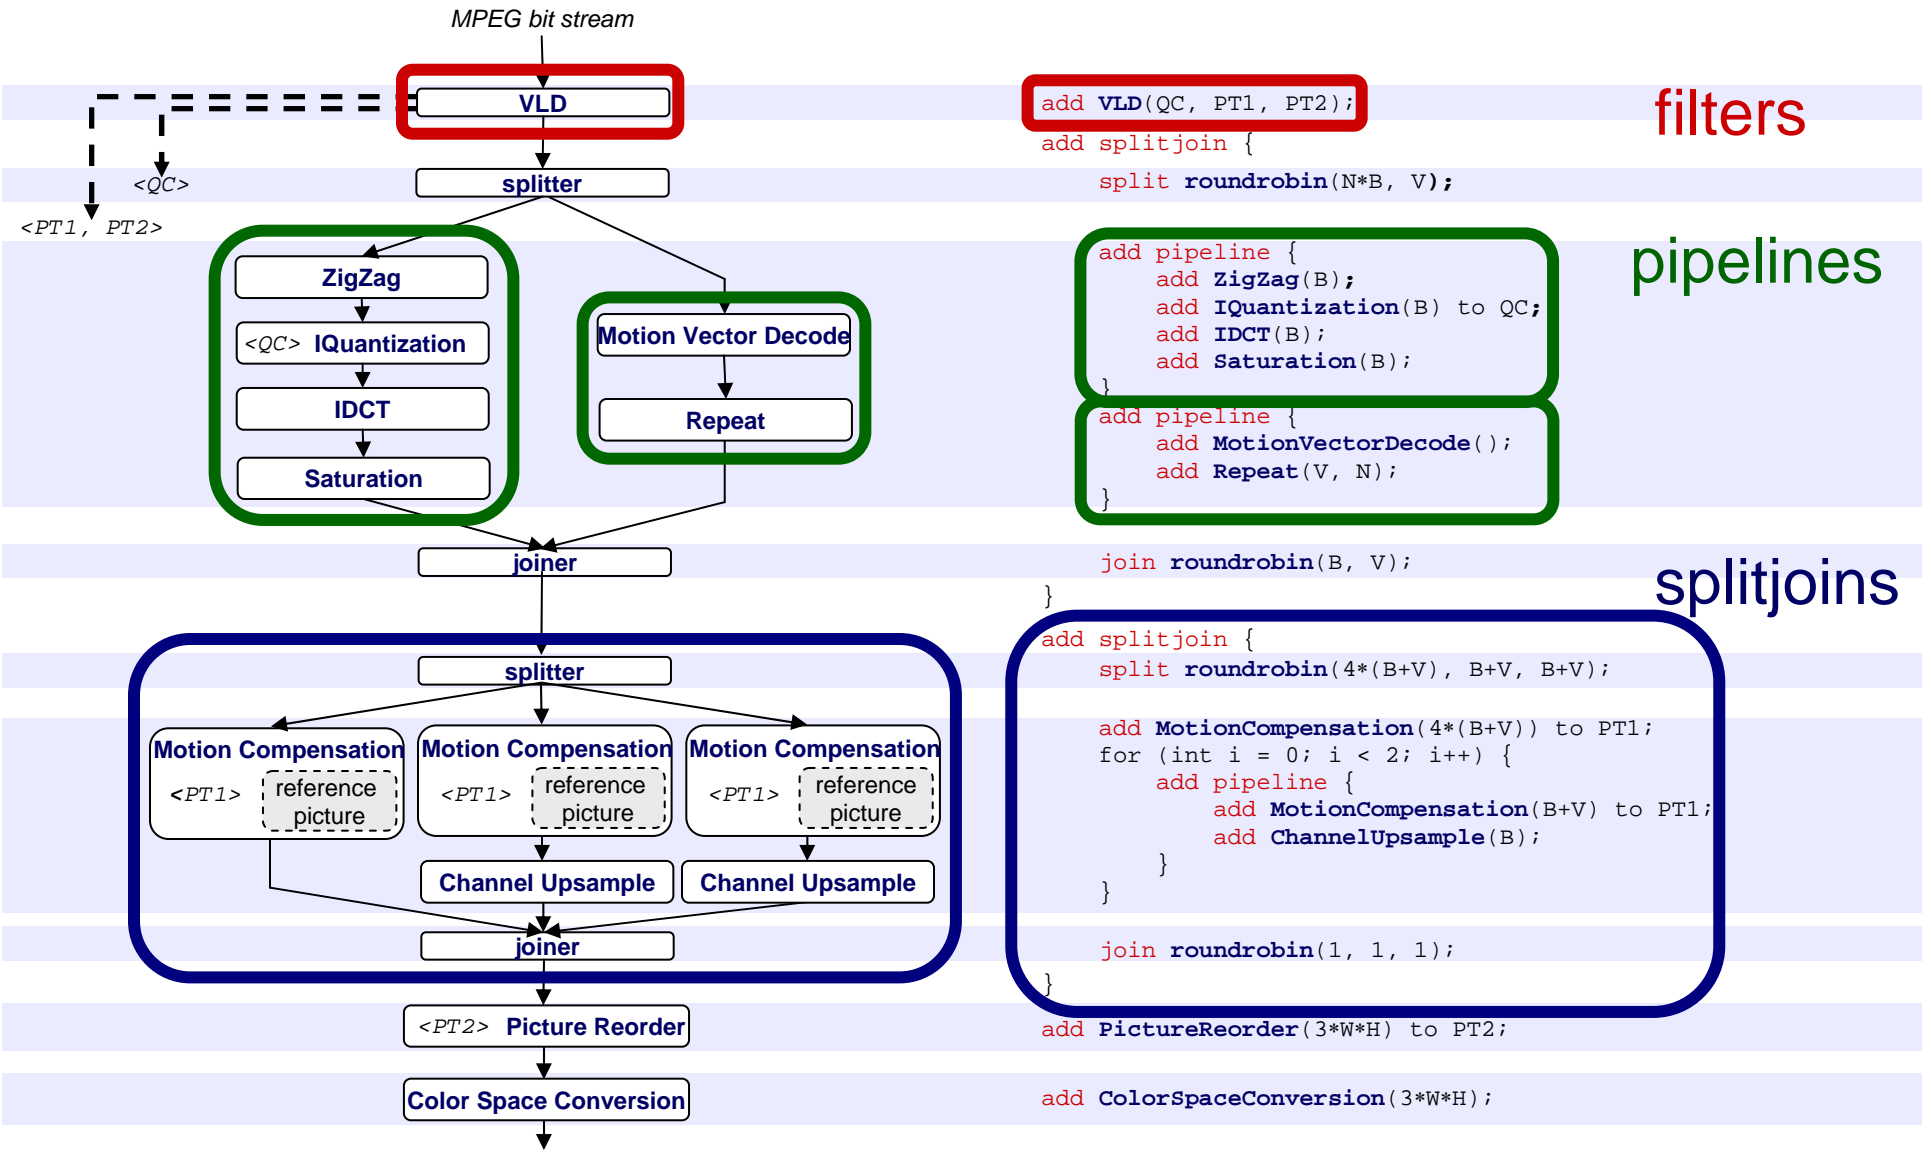 MPEG bit stream
VLD
splitter
<QC>
<PT1, PT2>
ZigZag
<QC> IQuantization
IDCT
Saturation
Motion Vector Decode
Repeat
joiner
splitter
Motion Compensation
<PT1>
reference
picture
Motion Compensation
<PT1>
reference
picture
Motion Compensation
<PT1>
reference
picture
Channel Upsample
Channel Upsample
joiner
<PT2> Picture Reorder
Color Space Conversion
add VLD(QC, PT1, PT2);
add splitjoin {
split roundrobin(N*B, V);
add pipeline {
add ZigZag(B);
add IQuantization(B) to QC;
add IDCT(B);
add Saturation(B);
}
add pipeline {
add MotionVectorDecode();
add Repeat(V, N);
}
join roundrobin(B, V);
}
add splitjoin {
split roundrobin(4*(B+V), B+V, B+V);
add MotionCompensation(4*(B+V)) to PT1;
for (int i = 0; i < 2; i++) {
add pipeline {
add MotionCompensation(B+V) to PT1;
add ChannelUpsample(B);
}
}
join roundrobin(1, 1, 1);
}
add PictureReorder(3*W*H) to PT2;
add ColorSpaceConversion(3*W*H);
filters
pipelines
splitjoins